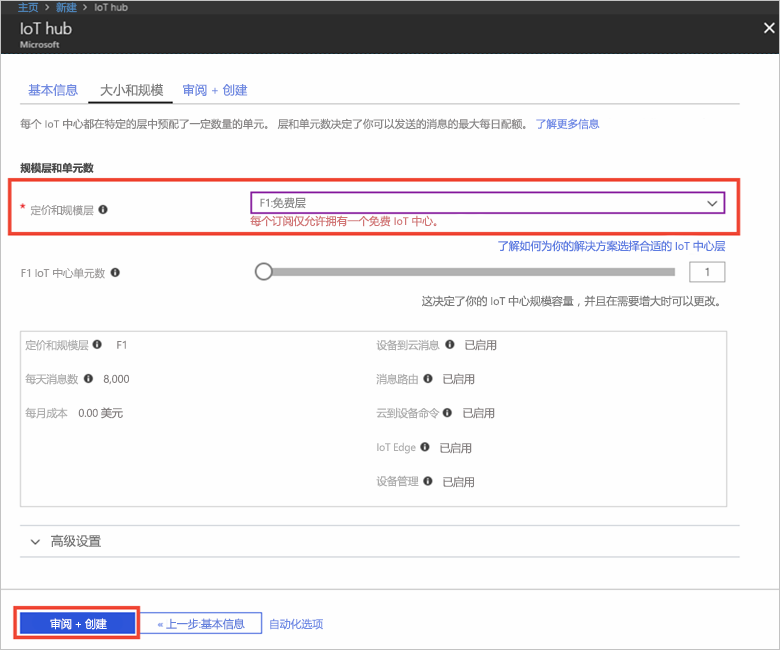 主页 > 新建 > IoT hub
IoT hub
Microsoft
基本信息 大小和规模 审阅 + 创建
每个 IoT 中心都在特定的层中预配了一定数量的单元。 层和单元数决定了你可以发送的消息的最大每日配额。 了解更多信息
规模层和单元数
* 定价和规模层 F1:免费层
每个订阅仅允许拥有一个免费 IoT 中心。
了解如何为你的解决方案选择合适的 IoT 中心层
F1 IoT 中心单元数 1
这决定了你的 IoT 中心规模容量，并且在需要增大时可以更改。
定价和规模层 F1 设备到云消息 已启用
每天消息数 8,000 消息路由 已启用
每月成本 0.00 美元 云到设备命令 已启用
IoT Edge 已启用
设备管理 已启用
高级设置
审阅 + 创建 « 上一步:基本信息 自动化选项